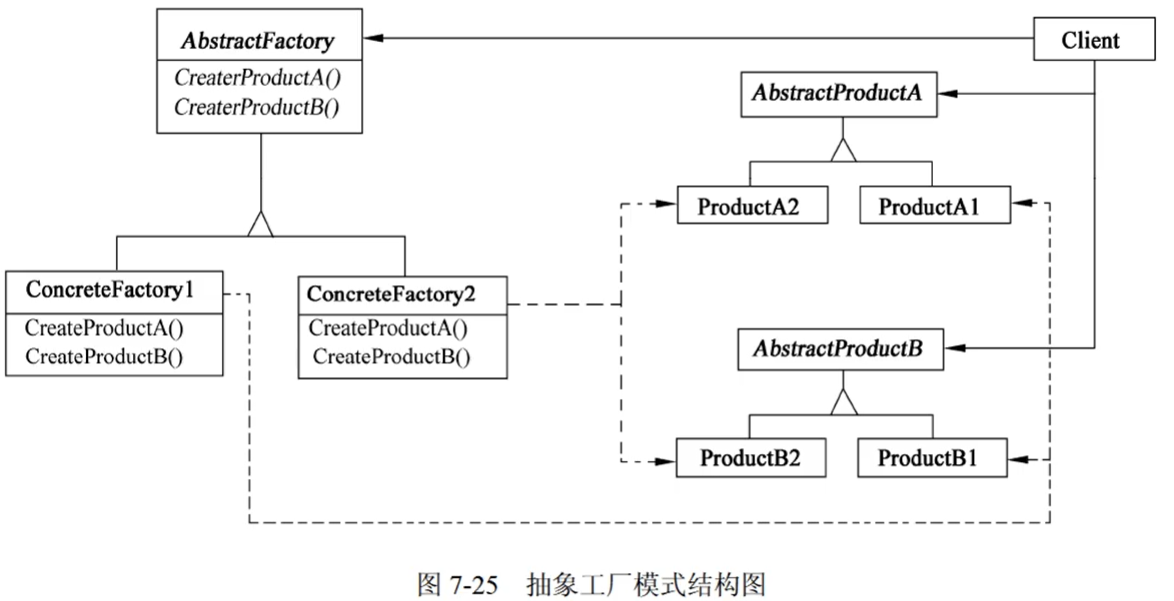 AbstractFactory
CreaterProductA()
CreaterProductB()
Client
AbstractProductA
ProductA2
ProductA1
ConcreteFactory1
CreateProductA()
CreateProductB()
ConcreteFactory2
CreateProductA()
CreateProductB()
AbstractProductB
ProductB2
ProductB1
图 7-25 抽象工厂模式结构图